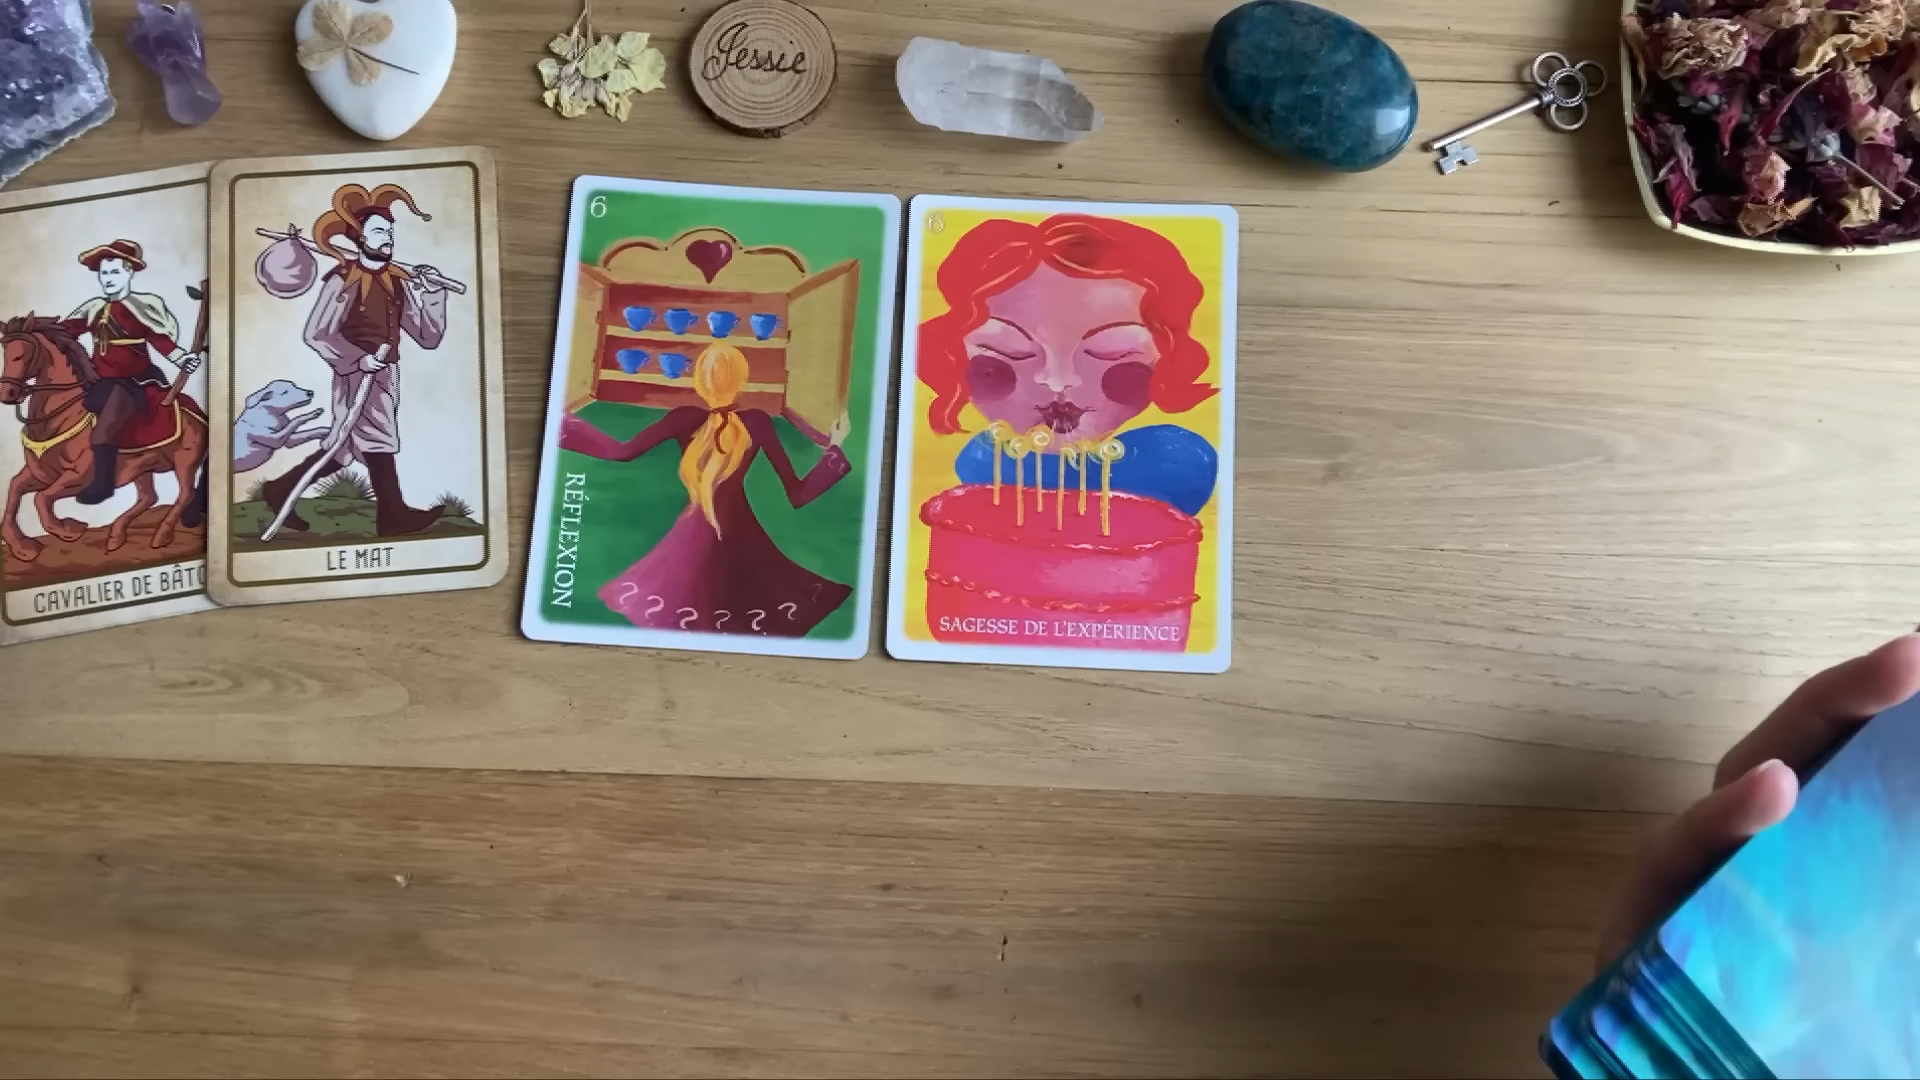 Jessie
CAVALIER DE BÂTO
LE MAT
6
RÉFLEXION
? ? ? ? ? ?
6
SAGESSE DE L'EXPÉRIENCE